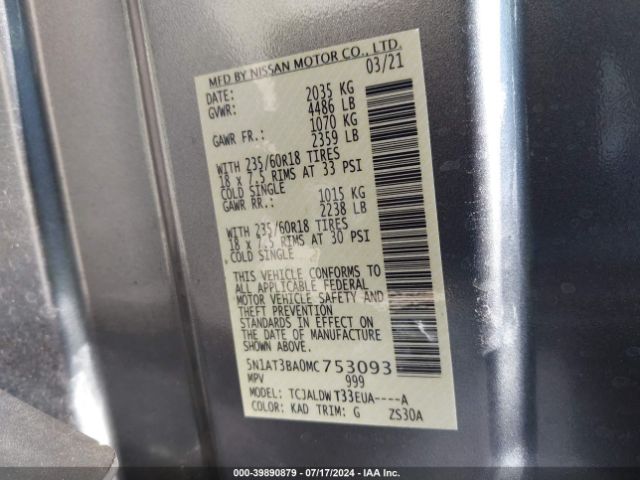 MFD BY NISSAN MOTOR CO., LTD.
DATE: 03/21
GVWR: 2035 KG
4486 LB
GAWR FR.: 1070 KG
2359 LB
WITH 235/60R18 TIRES
18 x 7.5 RIMS AT 33 PSI
COLD SINGLE
GAWR RR.: 1015 KG
2238 LB
WITH 235/60R18 TIRES
18 x 7.5 RIMS AT 30 PSI
COLD SINGLE
THIS VEHICLE CONFORMS TO
ALL APPLICABLE FEDERAL
MOTOR VEHICLE SAFETY AND
THEFT PREVENTION
STANDARDS IN EFFECT ON
THE DATE OF MANUFACTURE
SHOWN ABOVE.
5N1AT3BA0MC753093
MPV 999
TCJALDWT33EUA----A
COLOR: KAD TRIM: G ZS30A
000-39890879 / 07/17/2024 / IAA Inc.